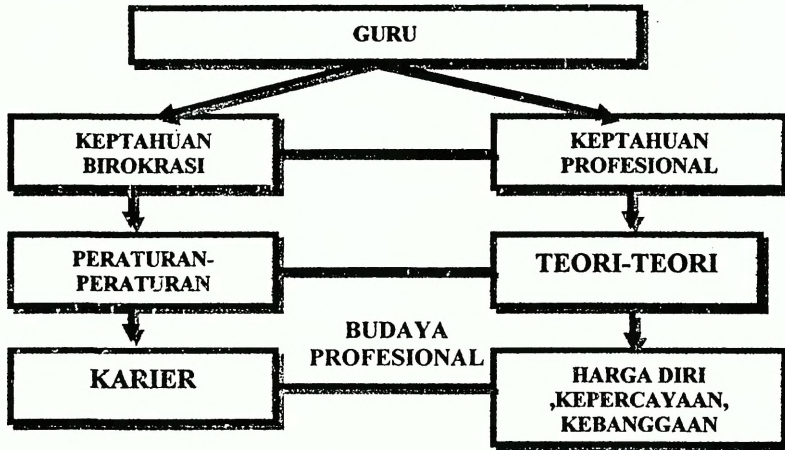 GURU
KEPTAHUAN
BIROKRASI
KEPTAHUAN
PROFESIONAL
PERATURAN-
PERATURAN
TEORI-TEORI
BUDAYA
PROFESIONAL
KARIER
HARGA DIRI
,KEPERCAYAAN,
KEBANGGAAN